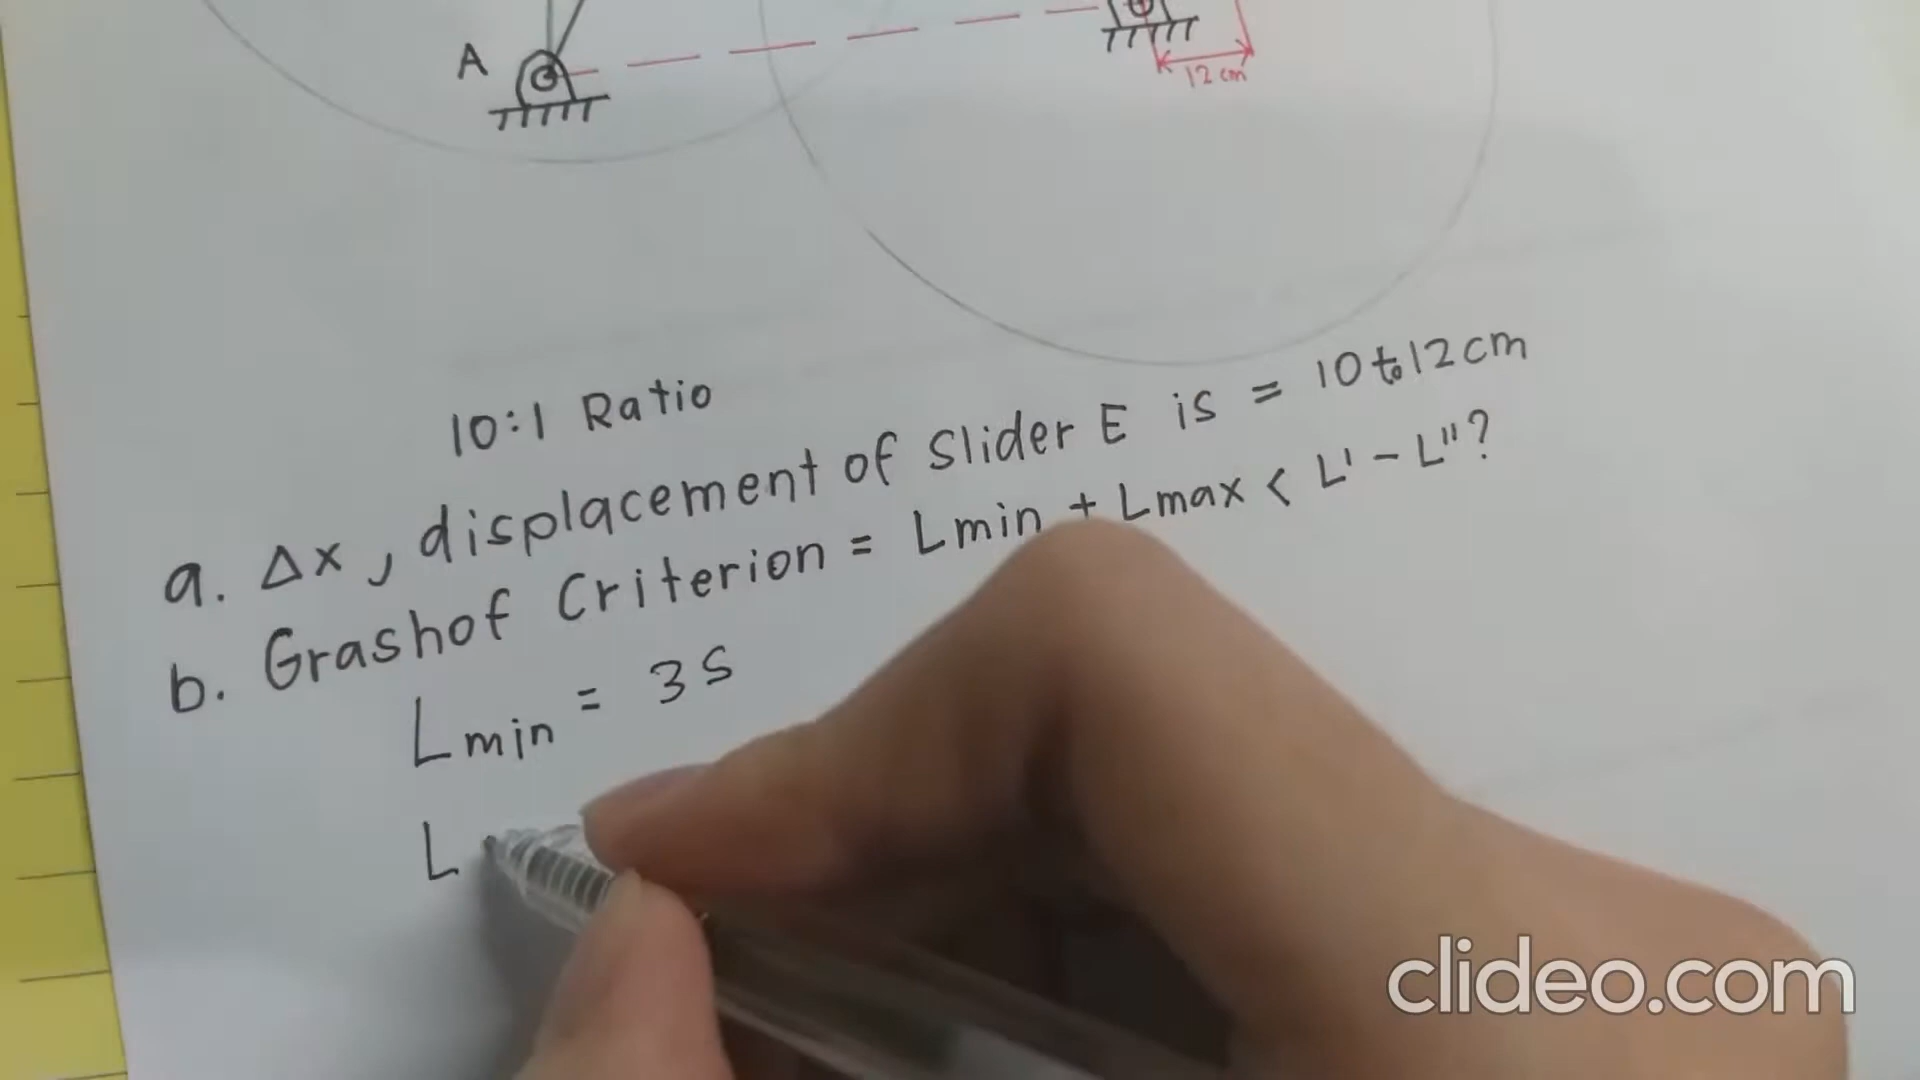 A
12 cm
10:1 Ratio
a. Δx, displacement of slider E is = 10 to 12 cm
b. Grashof Criterion = Lmin + Lmax < L' - L"?
Lmin = 35
L
clideo.com